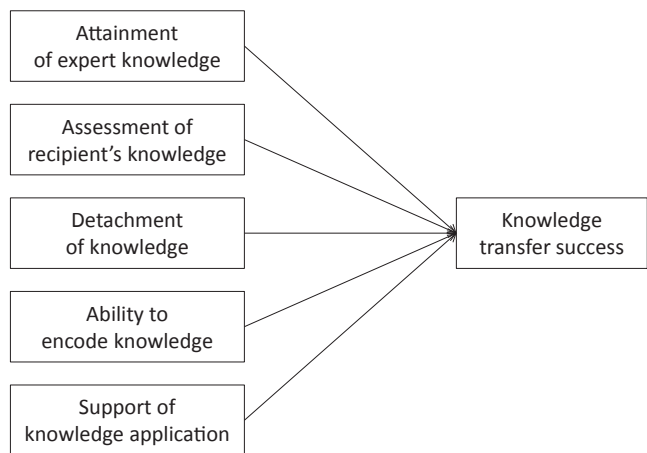 Attainment
of expert knowledge
Assessment of
recipient’s knowledge
Detachment
of knowledge
Ability to
encode knowledge
Support of
knowledge application
Knowledge
transfer success